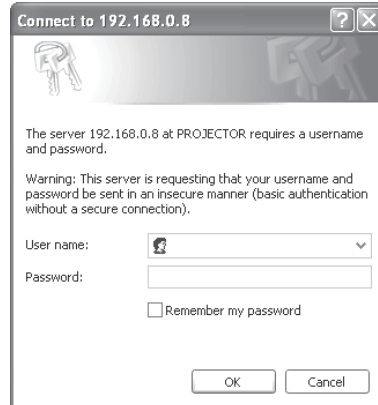 Connect to 192.168.0.8
The server 192.168.0.8 at PROJECTOR requires a username
and password.
Warning: This server is requesting that your username and
password be sent in an insecure manner (basic authentication
without a secure connection).
User name:
Password:
Remember my password
OK Cancel